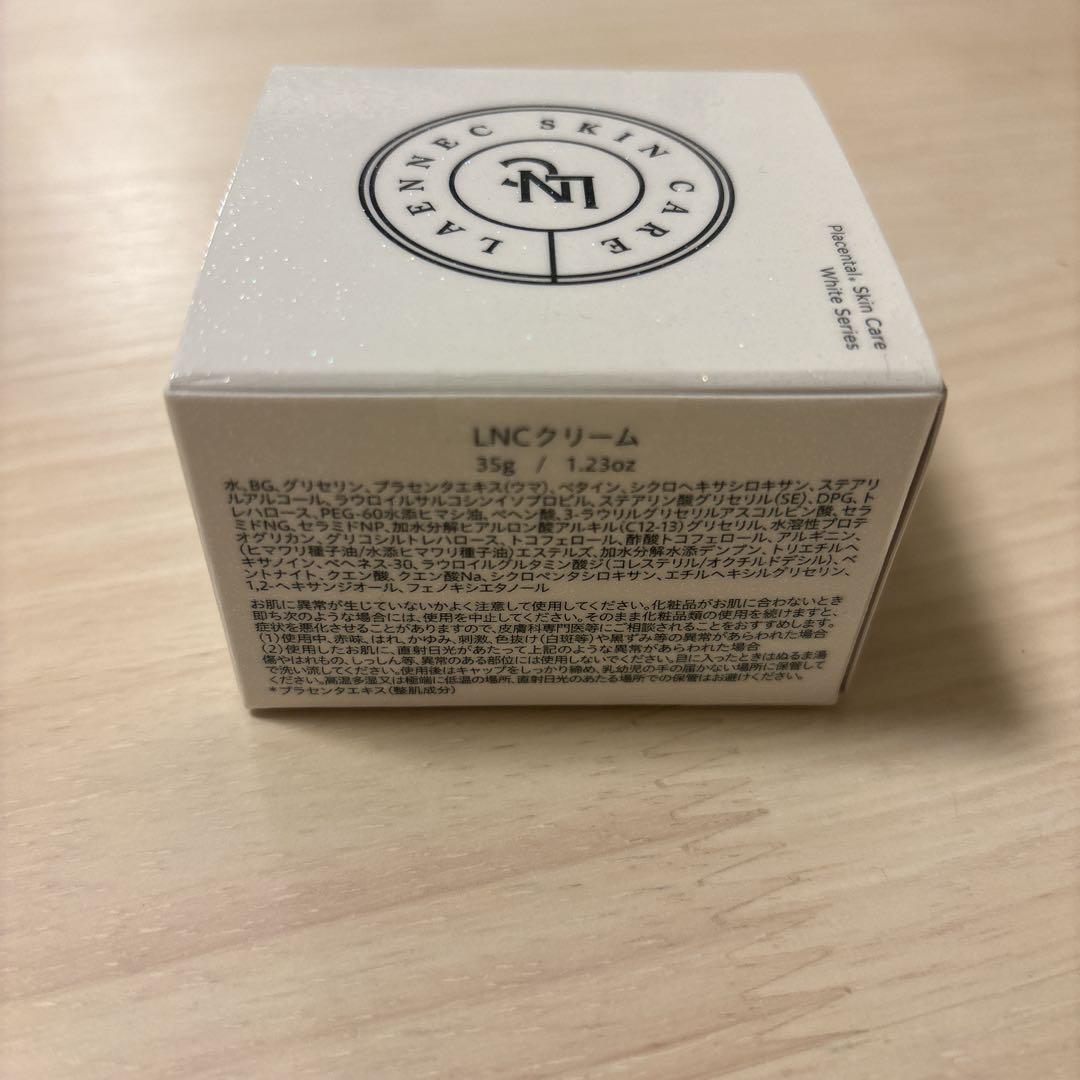 LAENNEC SKIN CARE
LNC
Placental* Skin Care
White Series
LNCクリーム
35g / 1.23oz
水、BG、グリセリン、プラセンタエキス(ウマ)、ベタイン、シクロヘキサシロキサン、ステアリ
ルアルコール、ラウロイルサルコシンイソプロピル、ステアリン酸グリセリル(SE)、DPG、ト
レハロース、PEG-60水添ヒマシ油、ベヘン酸、3-ラウリルグリセリルアスコルビン酸、セラ
ミドNG、セラミドNP、加水分解ヒアルロン酸アルキル(C12-13)グリセリル、水溶性プロテ
オグリカン、グリコシルトレハロース、トコフェロール、酢酸トコフェロール、アルギニン、
(ヒマワリ種子油/水添ヒマワリ種子油)エステルズ、加水分解水添デンプン、トリエチルヘ
キサノイン、ベヘネス-30、ラウロイルグルタミン酸ジ(コレステリル/オクチルドデシル)、ベ
ントナイト、クエン酸、クエン酸Na、シクロペンタシロキサン、エチルヘキシルグリセリン、
1,2-ヘキサンジオール、フェノキシエタノール
お肌に異常が生じていないかよく注意して使用してください。化粧品がお肌に合わないとき
即ち次のような場合には、使用を中止してください。そのまま化粧品類の使用を続けますと、
症状を悪化させることがありますので、皮膚科専門医等にご相談されることをおすすめします。
(1)使用中、赤味、はれ、かゆみ、刺激、色抜け(白斑等)や黒ずみ等の異常があらわれた場合
(2)使用したお肌に、直射日光があたって上記のような異常があらわれた場合
傷やはれもの、しっしん等、異常のある部位には使用しないでください。目に入ったときはぬるま湯
で洗い流してください。使用後はキャップをしっかり締め、乳幼児の手の届かない場所に保管して
ください。高温多湿又は極端に低温の場所、直射日光のあたる場所での保管はお避けください。
*プラセンタエキス(整肌成分)